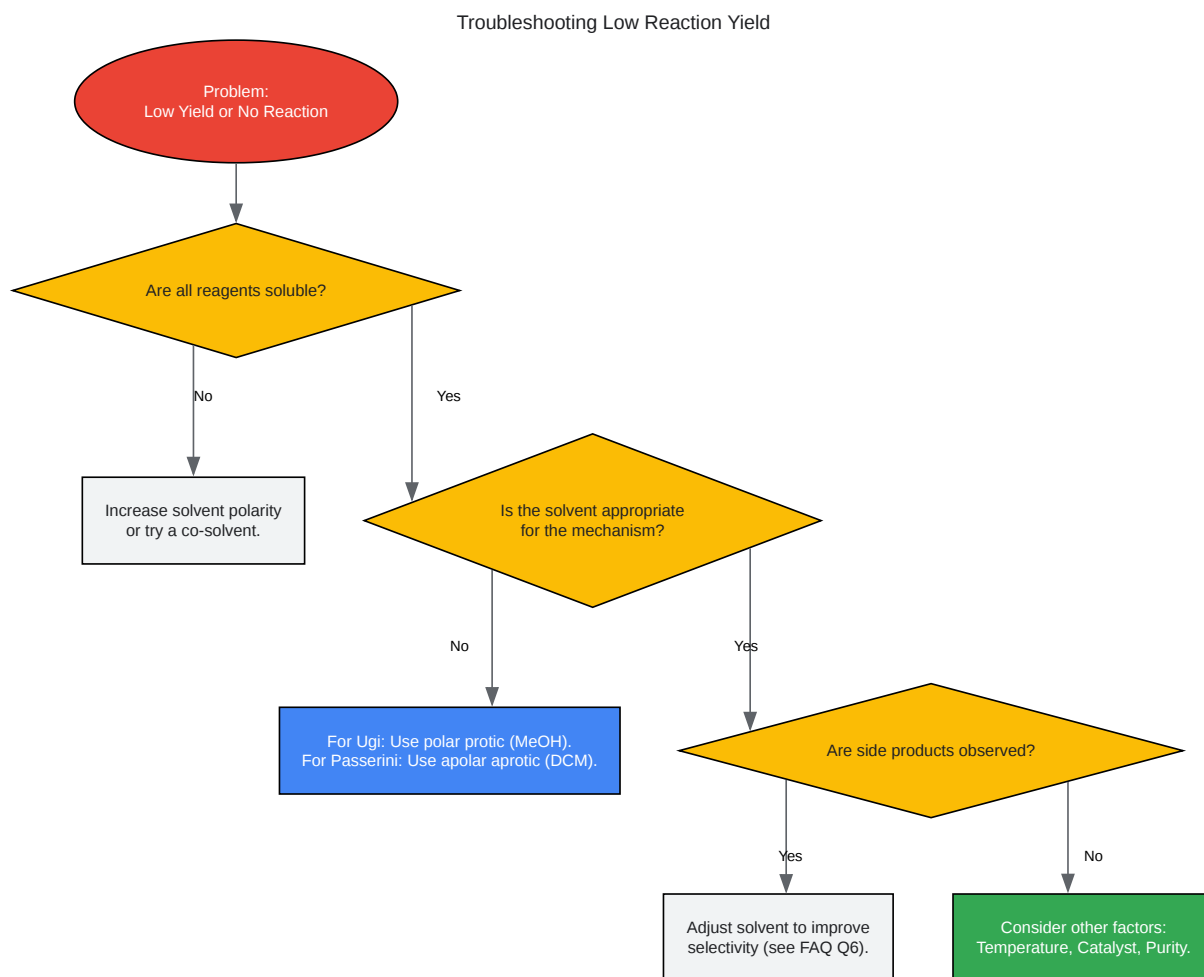 Troubleshooting Low Reaction Yield
Problem:
Low Yield or No Reaction
Are all reagents soluble?
No
Yes
Increase solvent polarity
or try a co-solvent.
Is the solvent appropriate
for the mechanism?
No
Yes
For Ugi: Use polar protic (MeOH).
For Passerini: Use apolar aprotic (DCM).
Are side products observed?
Yes
No
Adjust solvent to improve
selectivity (see FAQ Q6).
Consider other factors:
Temperature, Catalyst, Purity.